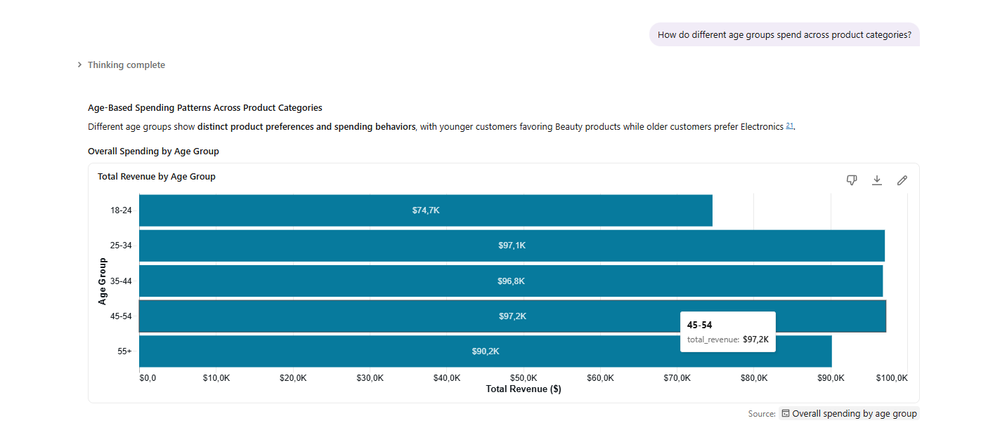 How do different age groups spend across product categories?
Thinking complete
Age-Based Spending Patterns Across Product Categories
Different age groups show distinct product preferences and spending behaviors, with younger customers favoring Beauty products while older customers prefer Electronics 21.
Overall Spending by Age Group
Total Revenue by Age Group
Age Group
18-24
$74,7K
25-34
$97,1K
35-44
$96,8K
45-54
$97,2K
45-54
total_revenue: $97,2K
55+
$90,2K
$0,0 $10,0K $20,0K $30,0K $40,0K $50,0K $60,0K $70,0K $80,0K $90,0K $100,0K
Total Revenue ($)
Source: Overall spending by age group